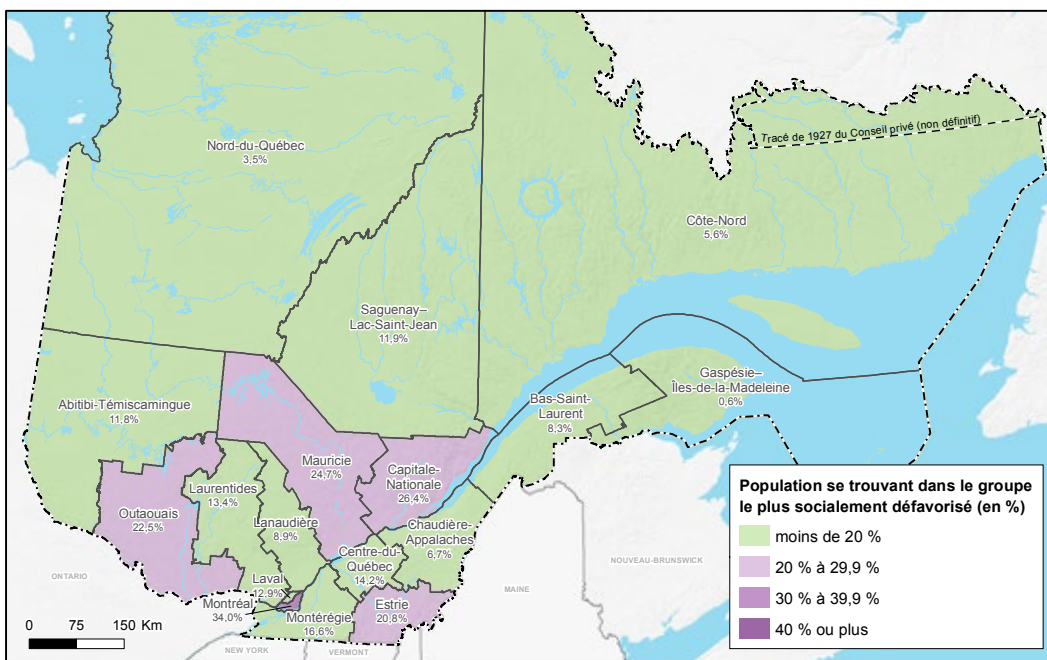 Tracé de 1927 du Conseil privé (non définitif)
Nord-du-Québec
3,5%
Côte-Nord
5,6%
Saguenay–
Lac-Saint-Jean
11,9%
Gaspésie–
Îles-de-la-Madeleine
0,6%
Bas-Saint-
Laurent
8,3%
Abitibi-Témiscamingue
11,8%
Mauricie
24,7%
Capitale-
Nationale
26,4%
Laurentides
13,4%
Outaouais
22,5%
Lanaudière
8,9%
Chaudière-
Appalaches
6,7%
Centre-du-
Québec
14,2%
Laval
12,9%
Montréal
34,0%
Montérégie
16,6%
Estrie
20,8%
ONTARIO
NEW YORK
VERMONT
MAINE
NOUVEAU-BRUNSWICK
0 75 150 Km
Population se trouvant dans le groupe
le plus socialement défavorisé (en %)
moins de 20 %
20 % à 29,9 %
30 % à 39,9 %
40 % ou plus